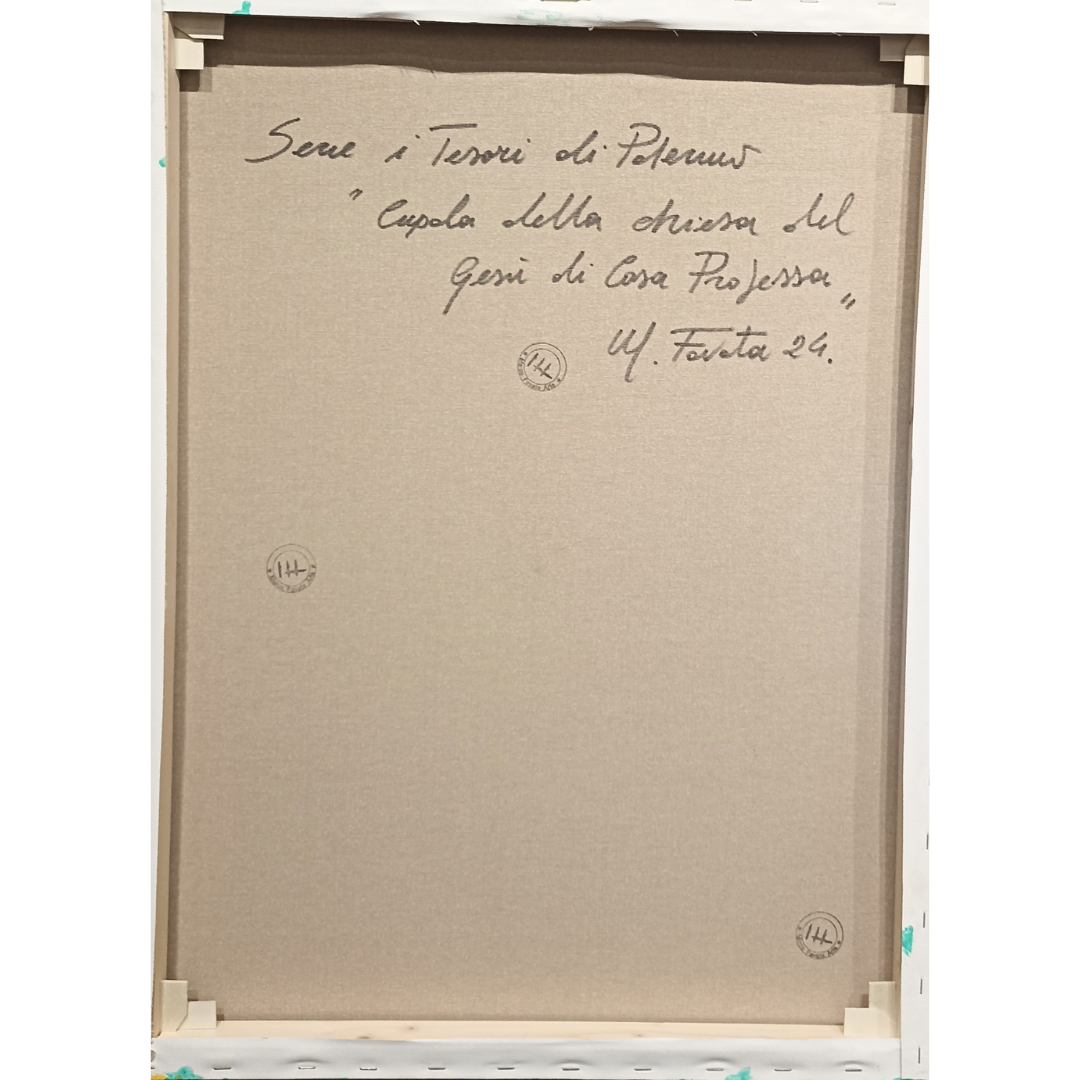 Serie i Tesori di Palermo
"Cupola della chiesa del
Gesù di Casa Professa"
M. Favata 24.